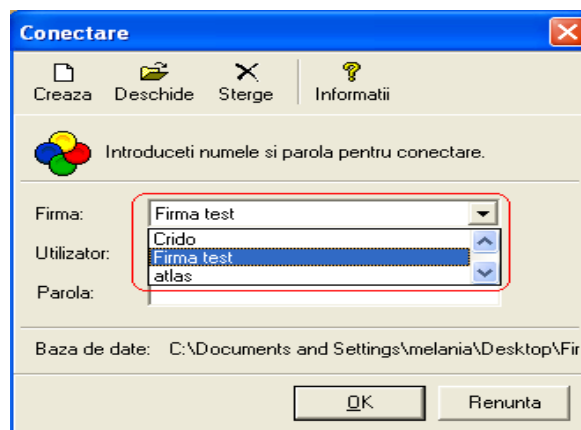 Conectare
Creaza Deschide Sterge Informatii
Introduceti numele si parola pentru conectare.
Firma: Firma test
Crido
Utilizator: Firma test
atlas
Parola:
Baza de date: C:\Documents and Settings\melania\Desktop\Fir
OK Renunta